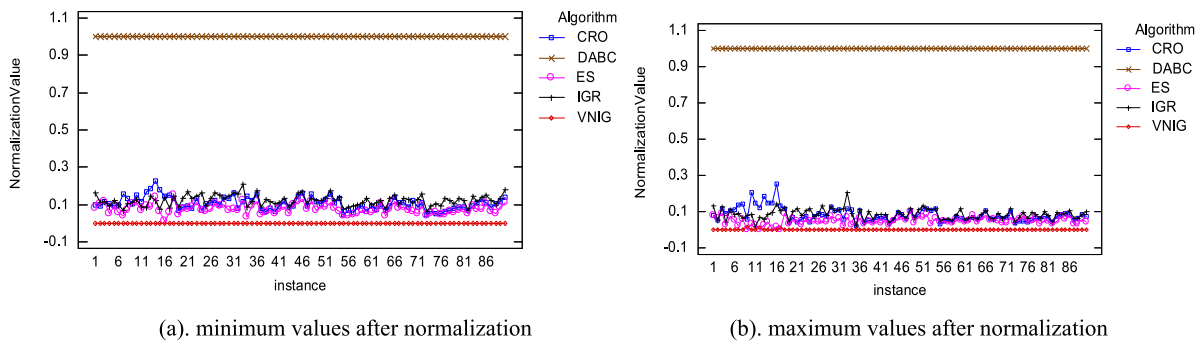 1.1
0.9
0.7
0.5
0.3
0.1
-0.1
NormalizationValue
1 6 11 16 21 26 31 36 41 46 51 56 61 66 71 76 81 86
instance
Algorithm
CRO
DABC
ES
IGR
VNIG
(a). minimum values after normalization
1.1
0.9
0.7
0.5
0.3
0.1
-0.1
NormalizationValue
1 6 11 16 21 26 31 36 41 46 51 56 61 66 71 76 81 86
instance
Algorithm
CRO
DABC
ES
IGR
VNIG
(b). maximum values after normalization